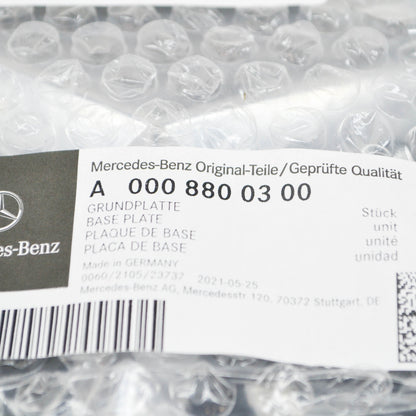 Mercedes-Benz Original-Teile/Geprüfte Qualität
A 000 880 03 00
GRUNDPLATTE
BASE PLATE
PLAQUE DE BASE
PLACA DE BASE
Stück
unit
unité
unidad
des-Benz
Made in GERMANY
0060/2105/23737 2021-05-25
Mercedes-Benz AG, Mercedesstr 120, 70372 Stuttgart, DE